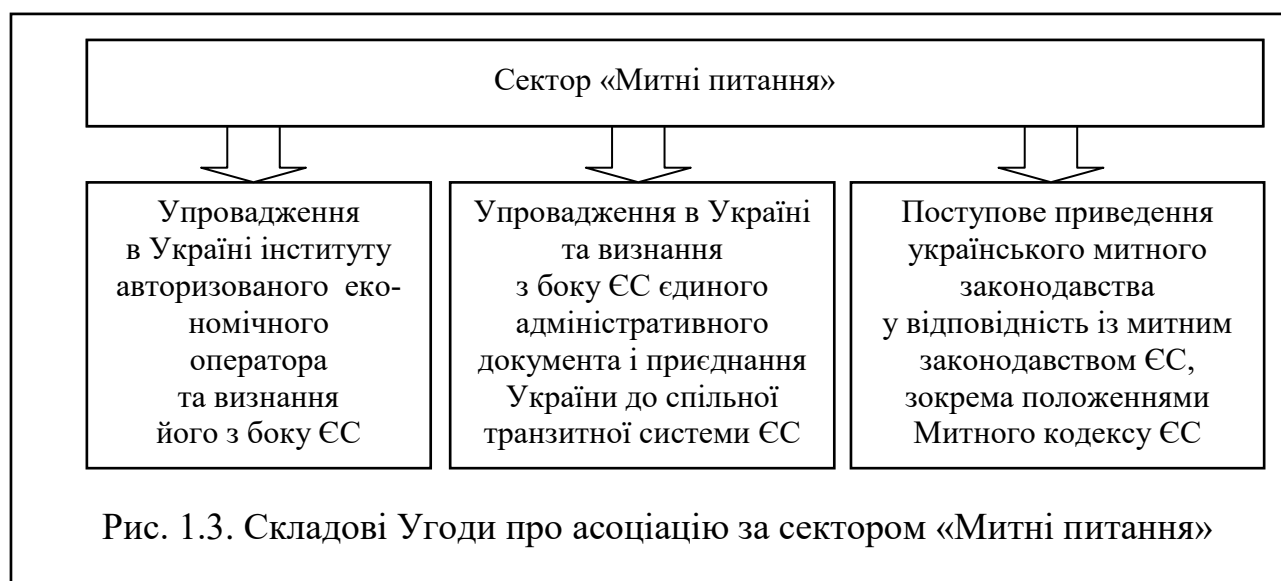 Сектор «Митні питання»
Упровадження
в Україні інституту
авторизованого еко-
номічного
оператора
та визнання
його з боку ЄС
Упровадження в Україні
та визнання
з боку ЄС єдиного
адміністративного
документа і приєднання
України до спільної
транзитної системи ЄС
Поступове приведення
українського митного
законодавства
у відповідність із митним
законодавством ЄС,
зокрема положеннями
Митного кодексу ЄС
Рис. 1.3. Складові Угоди про асоціацію за сектором «Митні питання»